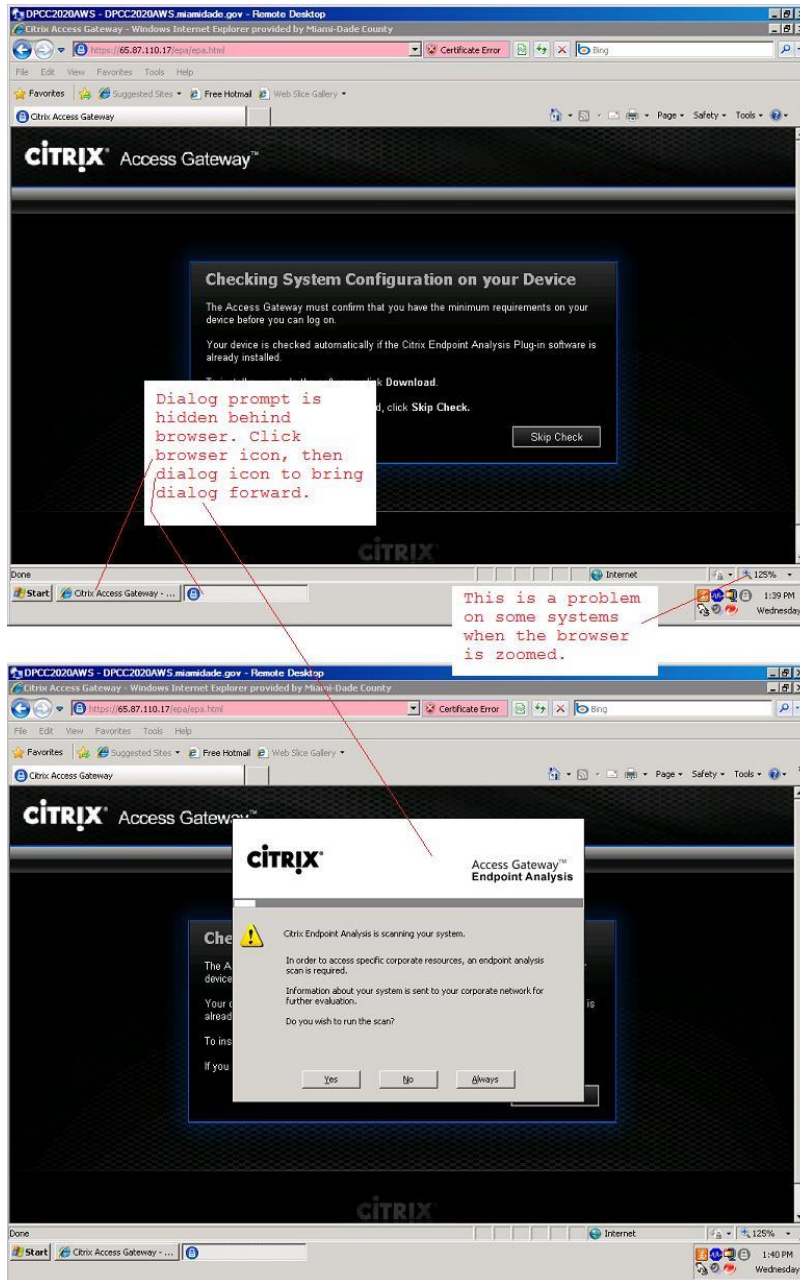 DPCC2020AWS - DPCC2020AWS.miamidade.gov - Remote Desktop
Citrix Access Gateway - Windows Internet Explorer provided by Miami-Dade County
https://65.87.110.17/epa/epa.html Certificate Error Bing
File Edit View Favorites Tools Help
Favorites Suggested Sites Free Hotmail Web Slice Gallery
Citrix Access Gateway Page Safety Tools
CITRIX Access Gateway™
Checking System Configuration on your Device
The Access Gateway must confirm that you have the minimum requirements on your
device before you can log on.
Your device is checked automatically if the Citrix Endpoint Analysis Plug-in software is
already installed.
click Download.
, click Skip Check.
Skip Check
Dialog prompt is
hidden behind
browser. Click
browser icon, then
dialog icon to bring
dialog forward.
CITRIX
Done Internet 125%
Start Citrix Access Gateway - ... 1:39 PM
Wednesday
This is a problem
on some systems
when the browser
is zoomed.
DPCC2020AWS - DPCC2020AWS.miamidade.gov - Remote Desktop
Citrix Access Gateway - Windows Internet Explorer provided by Miami-Dade County
https://65.87.110.17/epa/epa.html Certificate Error Bing
File Edit View Favorites Tools Help
Favorites Suggested Sites Free Hotmail Web Slice Gallery
Citrix Access Gateway Page Safety Tools
CITRIX Access Gateway™
CITRIX Access Gateway™
Endpoint Analysis
Citrix Endpoint Analysis is scanning your system.
In order to access specific corporate resources, an endpoint analysis
scan is required.
Information about your system is sent to your corporate network for
further evaluation.
Do you wish to run the scan?
Yes No Always
Che
The A
device
Your d
is
alread
To ins
If you
CITRIX
Done Internet 125%
Start Citrix Access Gateway - ... 1:40 PM
Wednesday